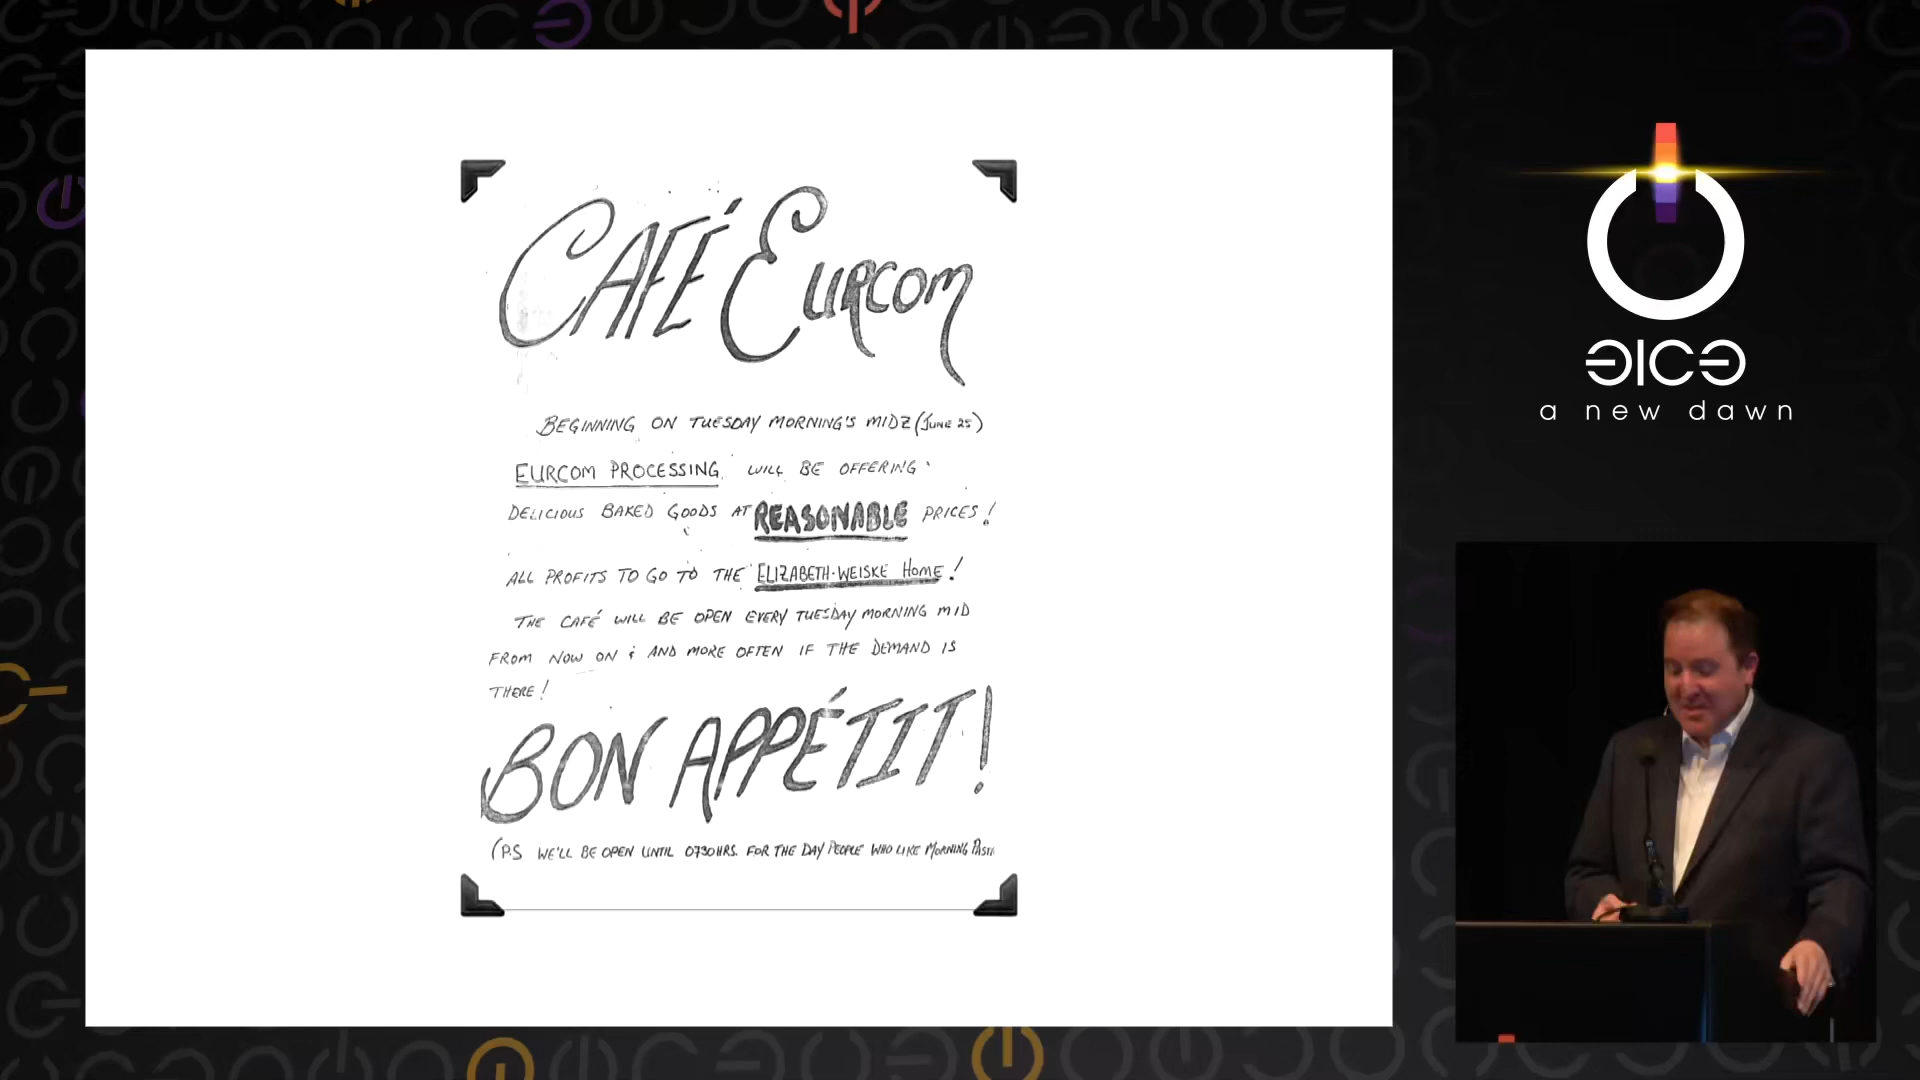 CAFÉ EURCOM
BEGINNING ON TUESDAY MORNING'S MIDZ (JUNE 25)
EURCOM PROCESSING WILL BE OFFERING
DELICIOUS BAKED GOODS AT REASONABLE PRICES!
ALL PROFITS TO GO TO THE ELIZABETH-WEISKE HOME!
THE CAFÉ WILL BE OPEN EVERY TUESDAY MORNING MID
FROM NOW ON & AND MORE OFTEN IF THE DEMAND IS
THERE!
BON APPÉTIT!
(PS WE'LL BE OPEN UNTIL 0730HRS. FOR THE DAY PEOPLE WHO LIKE MORNING
a new dawn